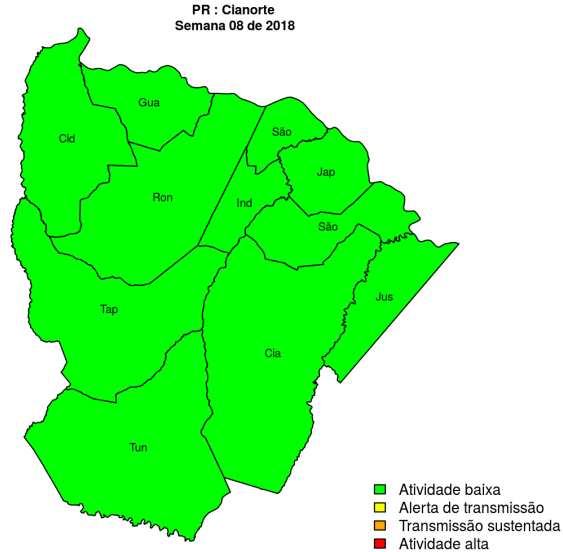 PR : Cianorte
Semana 08 de 2018
Gua
São
Cid
Jap
Ron
Ind
São
Jus
Tap
Cia
Tun
Atividade baixa
Alerta de transmissão
Transmissão sustentada
Atividade alta